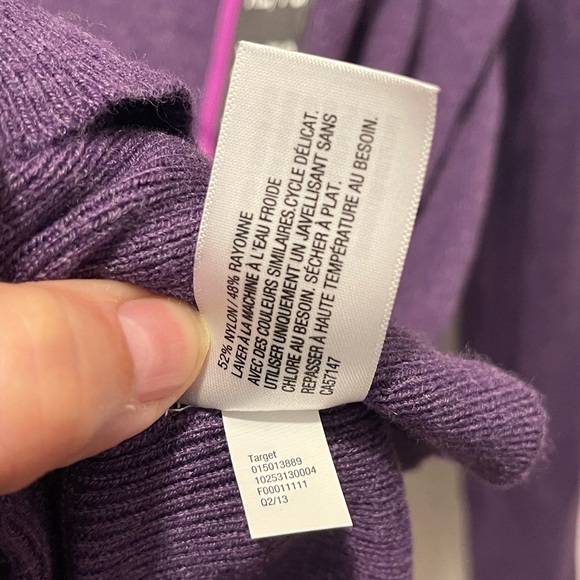 52% NYLON / 48% RAYONNE
LAVER À LA MACHINE À L'EAU FROIDE
AVEC DES COULEURS SIMILAIRES,CYCLE DÉLICAT.
UTILISER UNIQUEMENT UN JAVELLISANT SANS
CHLORE AU BESOIN. SÉCHER À PLAT.
REPASSER À HAUTE TEMPÉRATURE AU BESOIN.
CA57147
Target
015013889
10253130004
F00011111
Q2/13